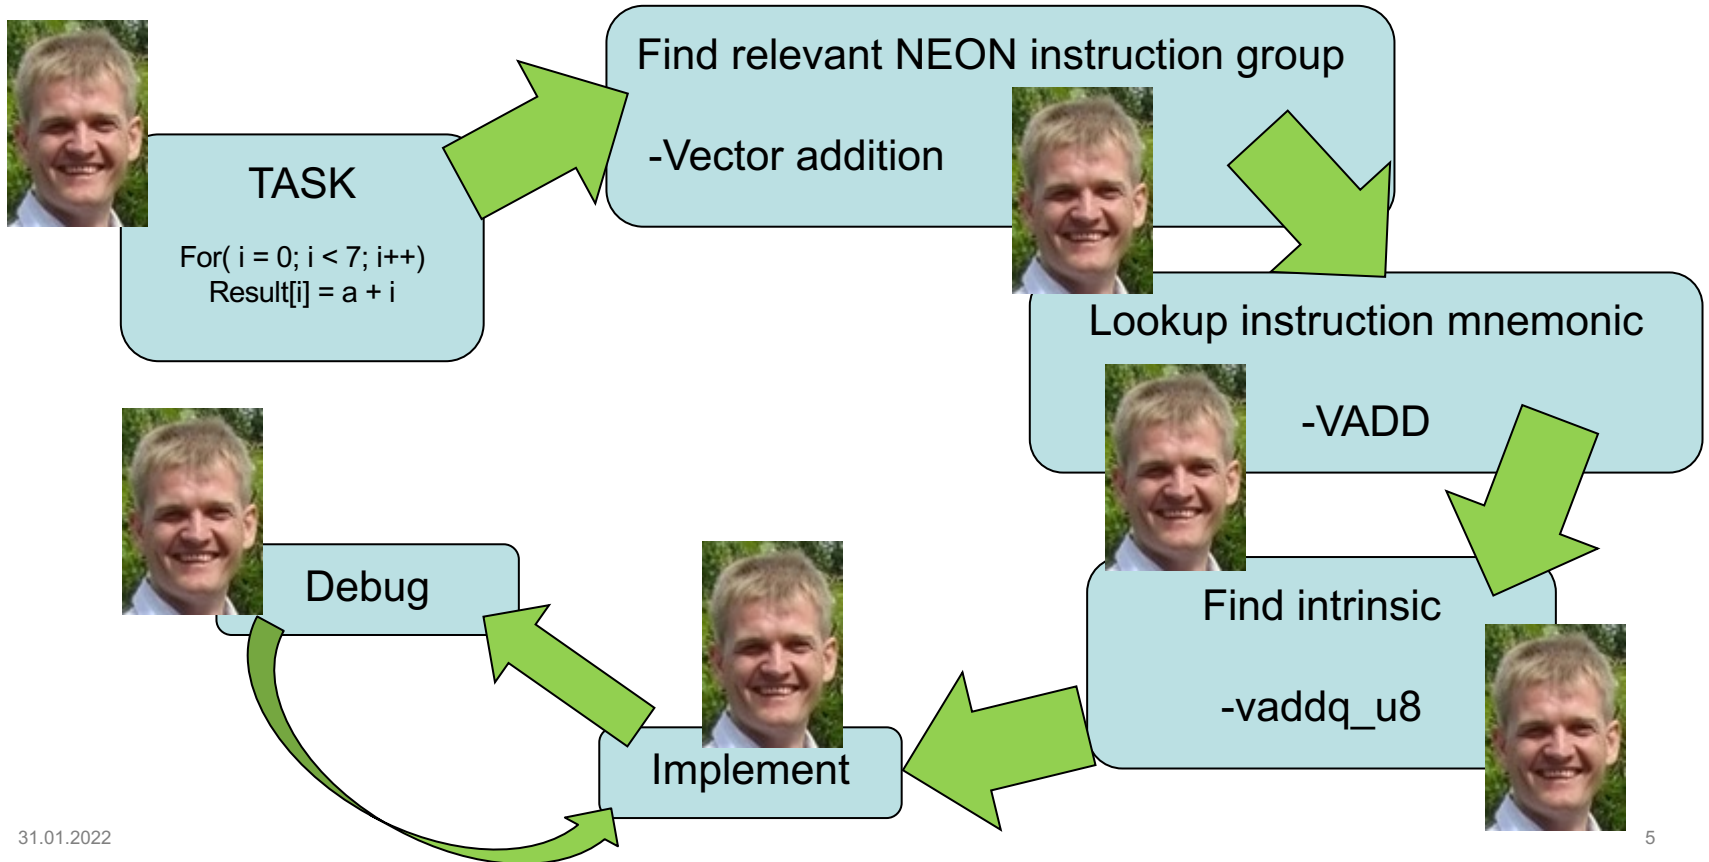 TASK
For( i = 0; i < 7; i++)
Result[i] = a + i
Find relevant NEON instruction group
-Vector addition
Lookup instruction mnemonic
-VADD
Find intrinsic
-vaddq_u8
Implement
Debug
31.01.2022
5